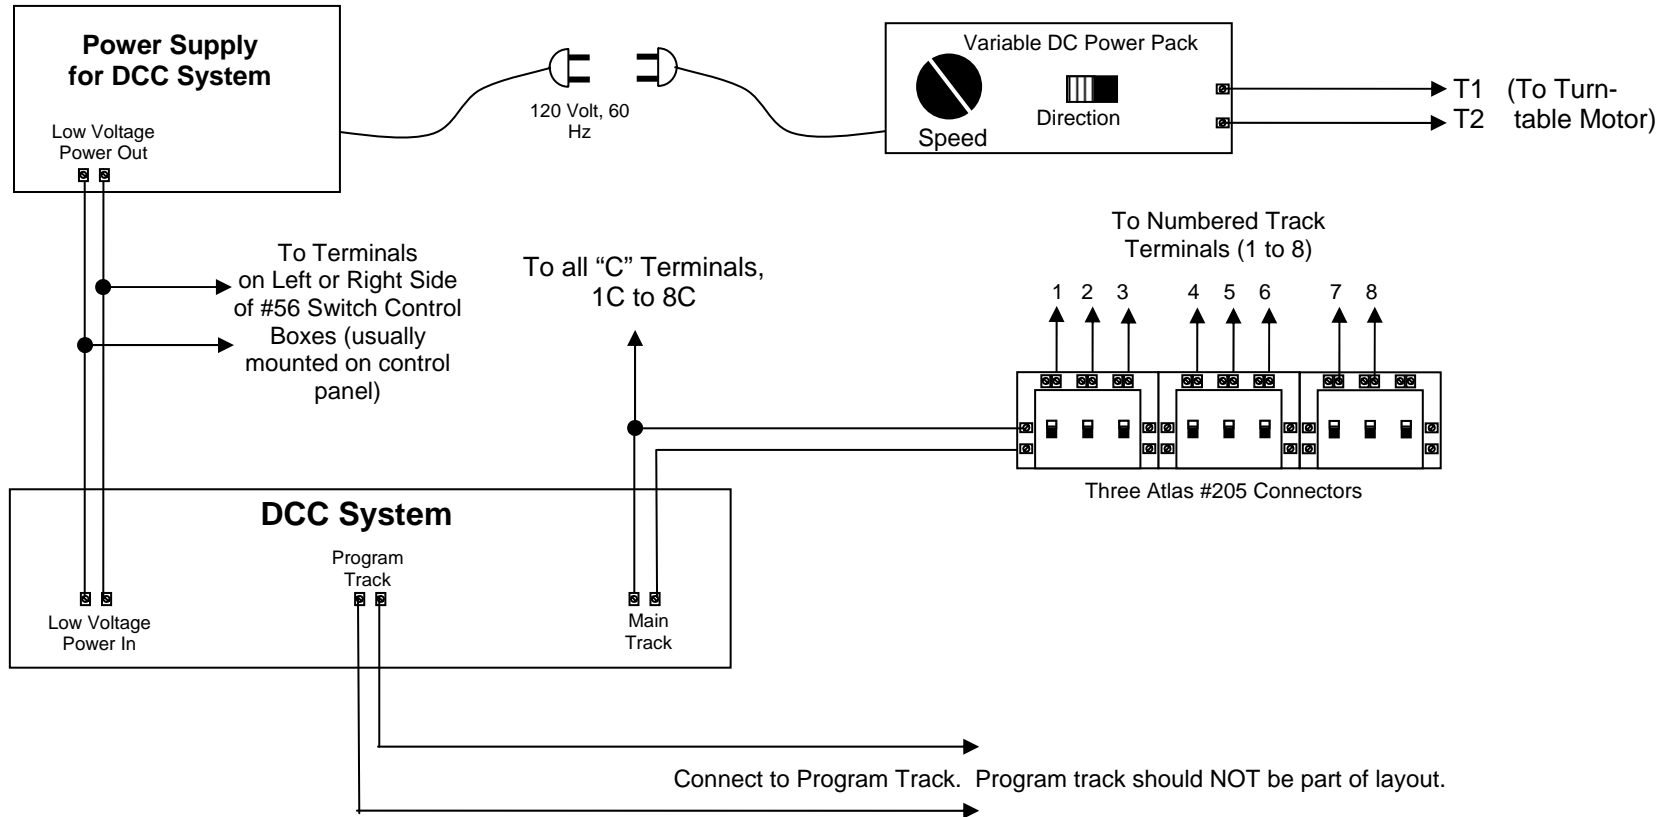 Power Supply
for DCC System
Low Voltage
Power Out
120 Volt, 60
Hz
Variable DC Power Pack
Speed
Direction
T1 (To Turn-
T2 table Motor)
To Terminals
on Left or Right Side
of #56 Switch Control
Boxes (usually
mounted on control
panel)
To all “C” Terminals,
1C to 8C
To Numbered Track
Terminals (1 to 8)
1 2 3 4 5 6 7 8
Three Atlas #205 Connectors
DCC System
Program
Track
Low Voltage
Power In
Main
Track
Connect to Program Track. Program track should NOT be part of layout.